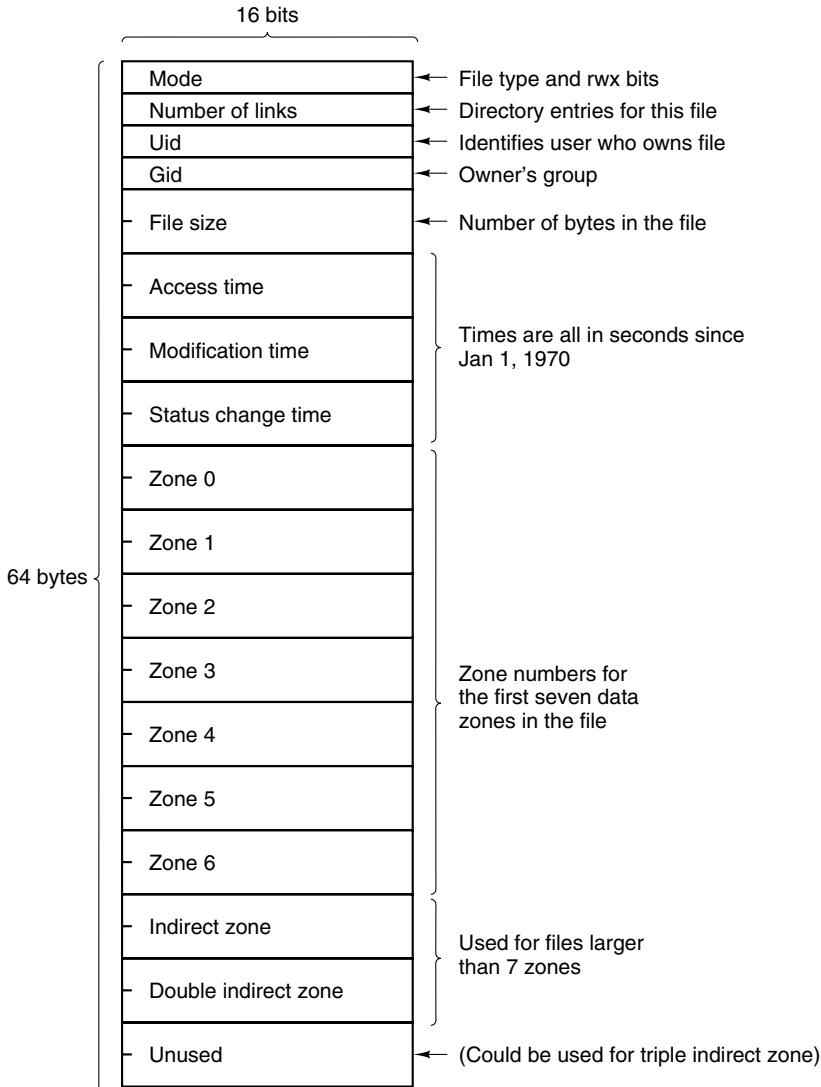 16 bits
Mode
File type and rwx bits
Number of links
Directory entries for this file
Uid
Identifies user who owns file
Gid
Owner's group
File size
Number of bytes in the file
Access time
Modification time
Status change time
Times are all in seconds since
Jan 1, 1970
Zone 0
Zone 1
Zone 2
Zone 3
Zone 4
Zone 5
Zone 6
Zone numbers for
the first seven data
zones in the file
64 bytes
Indirect zone
Double indirect zone
Used for files larger
than 7 zones
Unused
(Could be used for triple indirect zone)